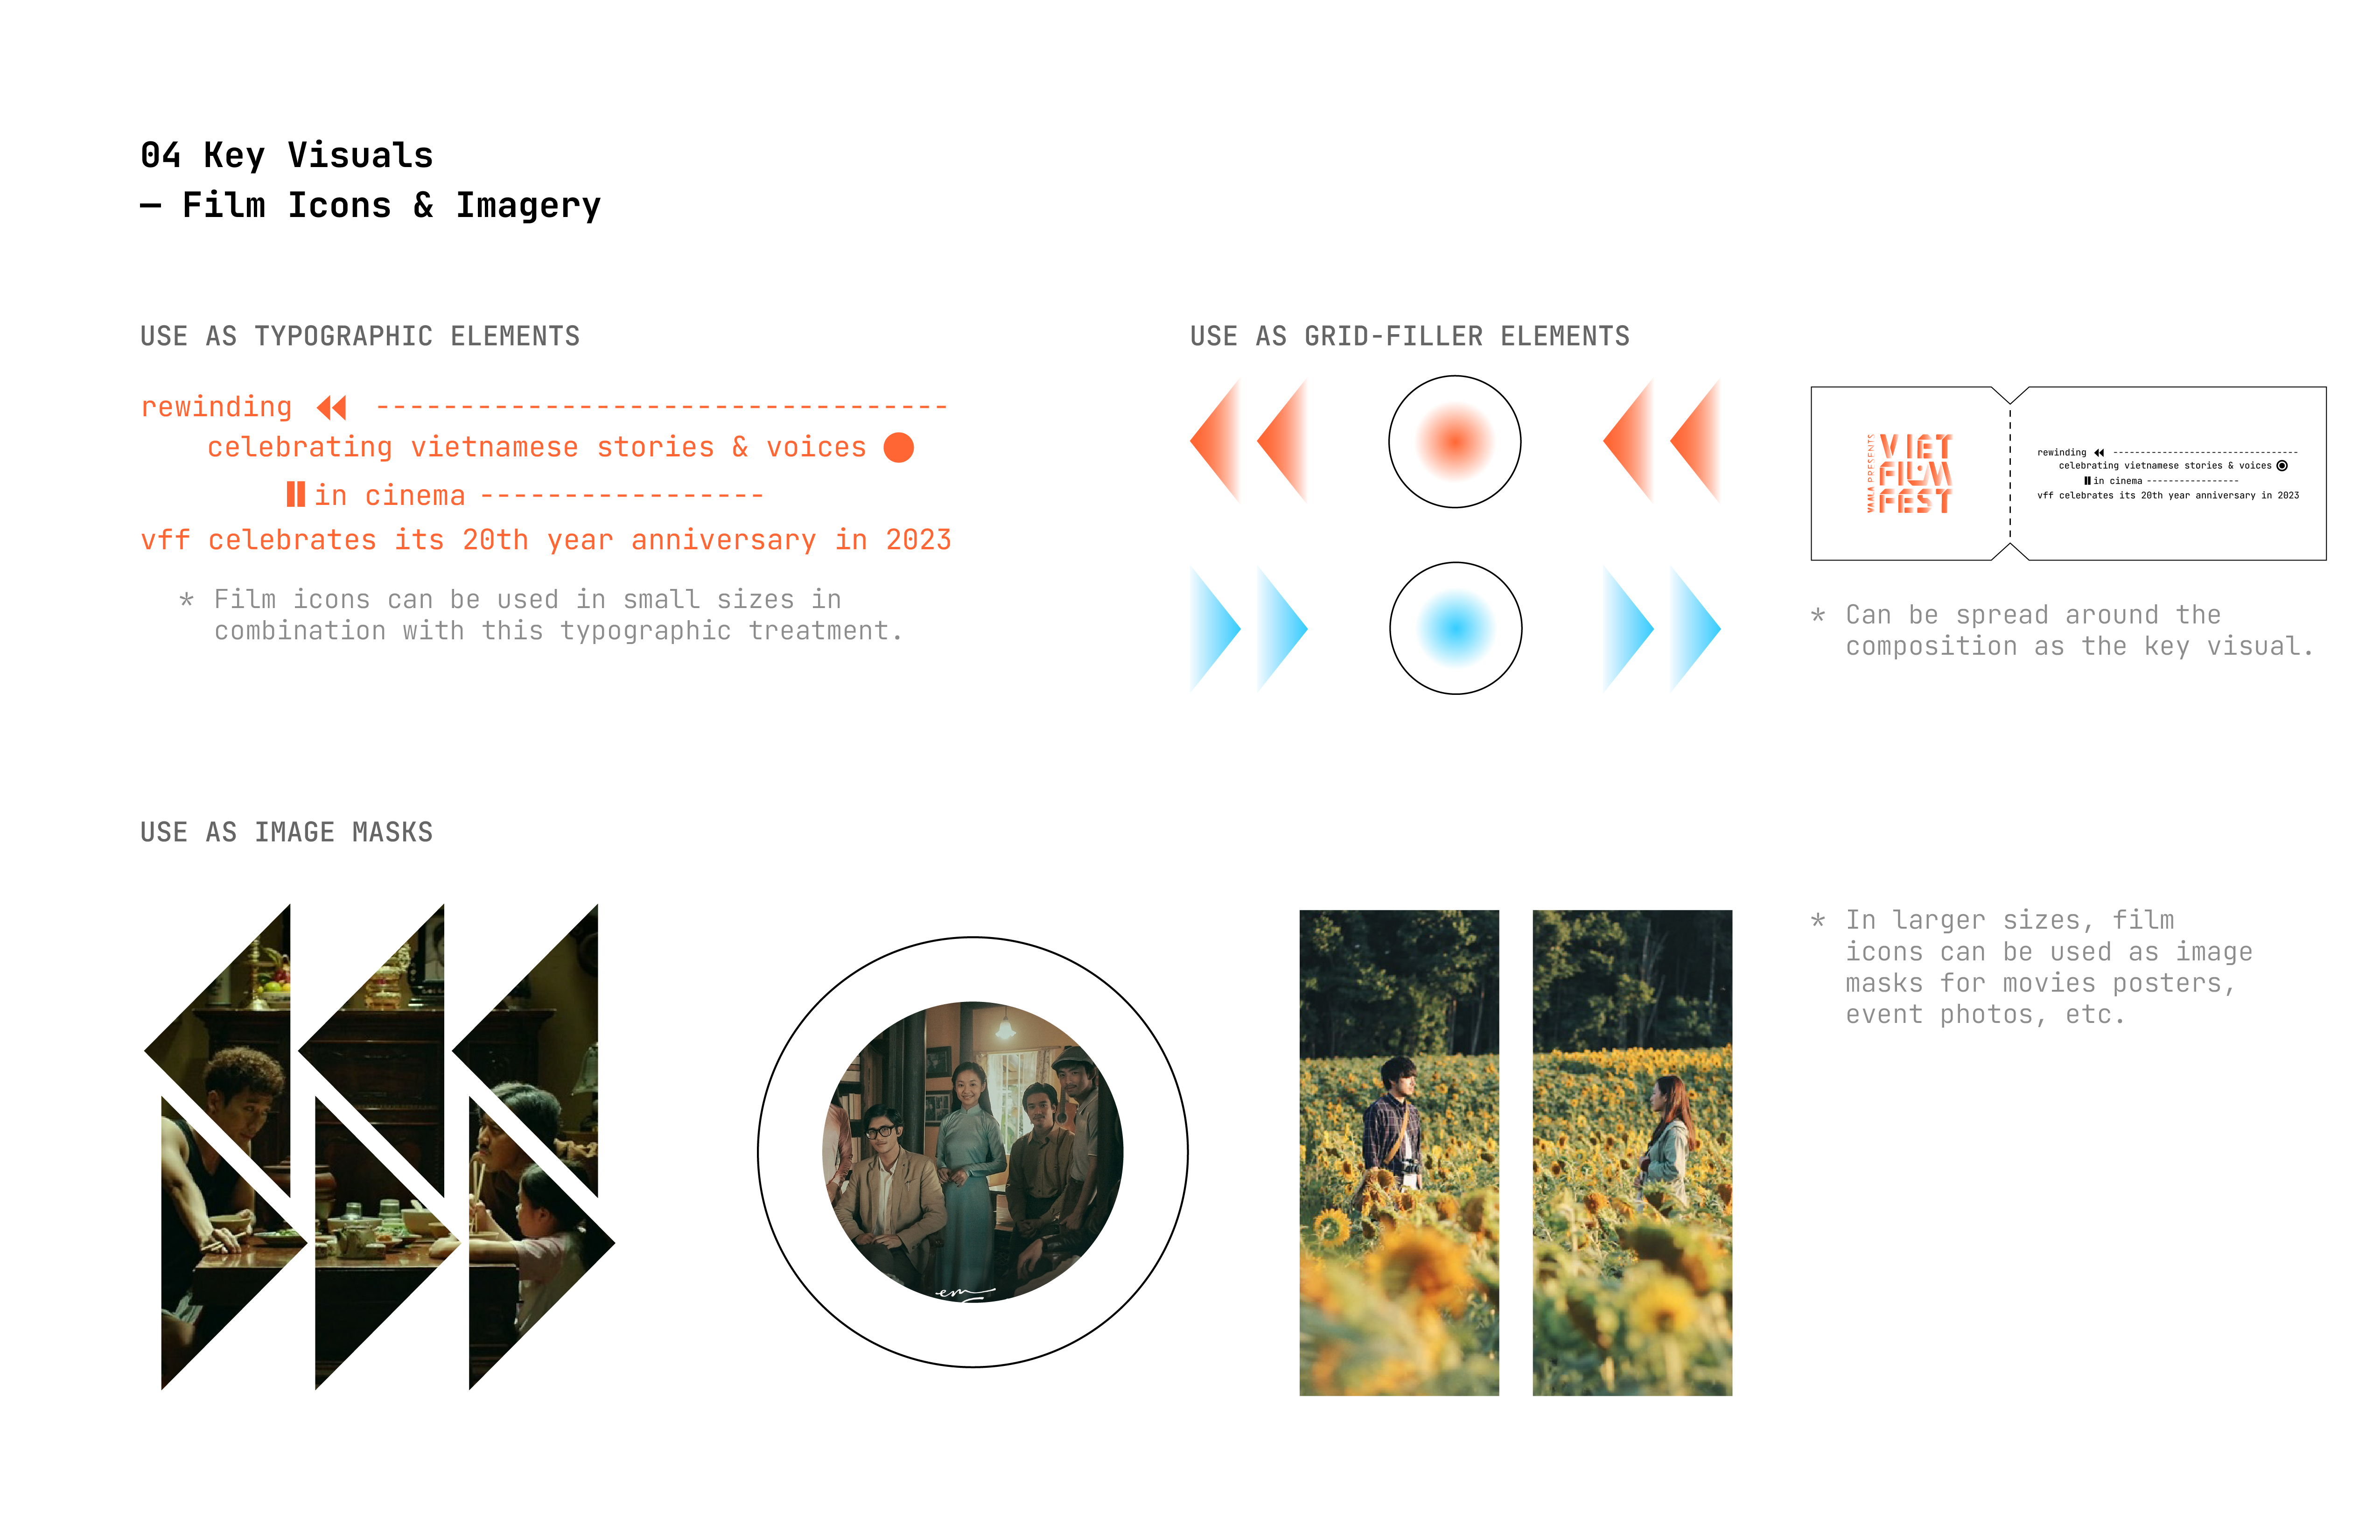 04 Key Visuals
— Film Icons & Imagery
USE AS TYPOGRAPHIC ELEMENTS
rewinding ----------------------------------
celebrating vietnamese stories & voices
in cinema -----------------
vff celebrates its 20th year anniversary in 2023
* Film icons can be used in small sizes in
combination with this typographic treatment.
USE AS GRID-FILLER ELEMENTS
VAALA PRESENTS
VIET
FILM
FEST
rewinding ----------------------------------
celebrating vietnamese stories & voices
in cinema -----------------
vff celebrates its 20th year anniversary in 2023
* Can be spread around the
composition as the key visual.
USE AS IMAGE MASKS
em
* In larger sizes, film
icons can be used as image
masks for movies posters,
event photos, etc.